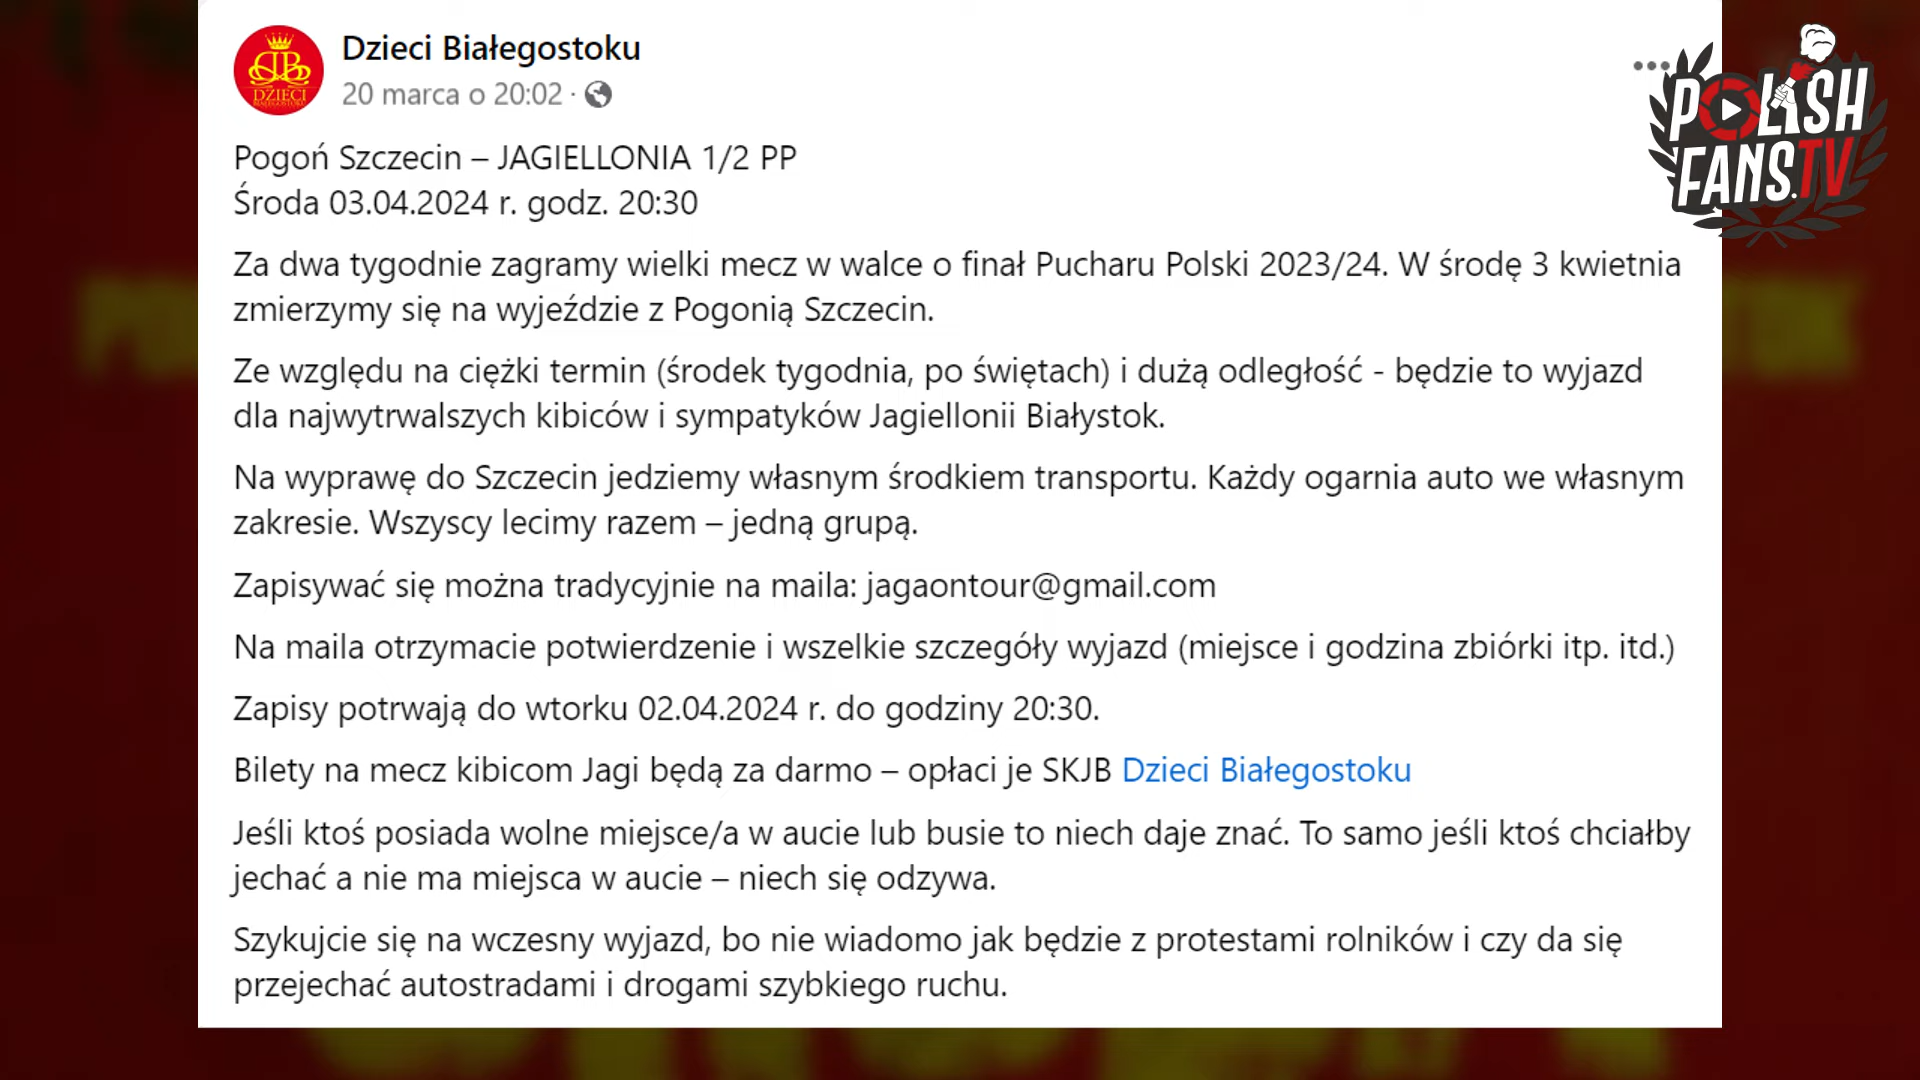 Dzieci Białegostoku
20 marca o 20:02 ·
DZIECI
BIAŁEGOSTOKU
POLISH
FANS.TV
Pogoń Szczecin – JAGIELLONIA 1/2 PP
Środa 03.04.2024 r. godz. 20:30
Za dwa tygodnie zagramy wielki mecz w walce o finał Pucharu Polski 2023/24. W środę 3 kwietnia
zmierzymy się na wyjeździe z Pogonią Szczecin.
Ze względu na ciężki termin (środek tygodnia, po świętach) i dużą odległość - będzie to wyjazd
dla najwytrwalszych kibiców i sympatyków Jagiellonii Białystok.
Na wyprawę do Szczecin jedziemy własnym środkiem transportu. Każdy ogarnia auto we własnym
zakresie. Wszyscy lecimy razem – jedną grupą.
Zapisywać się można tradycyjnie na maila: jagaontour@gmail.com
Na maila otrzymacie potwierdzenie i wszelkie szczegóły wyjazd (miejsce i godzina zbiórki itp. itd.)
Zapisy potrwają do wtorku 02.04.2024 r. do godziny 20:30.
Bilety na mecz kibicom Jagi będą za darmo – opłaci je SKJB Dzieci Białegostoku
Jeśli ktoś posiada wolne miejsce/a w aucie lub busie to niech daje znać. To samo jeśli ktoś chciałby
jechać a nie ma miejsca w aucie – niech się odzywa.
Szykujcie się na wczesny wyjazd, bo nie wiadomo jak będzie z protestami rolników i czy da się
przejechać autostradami i drogami szybkiego ruchu.